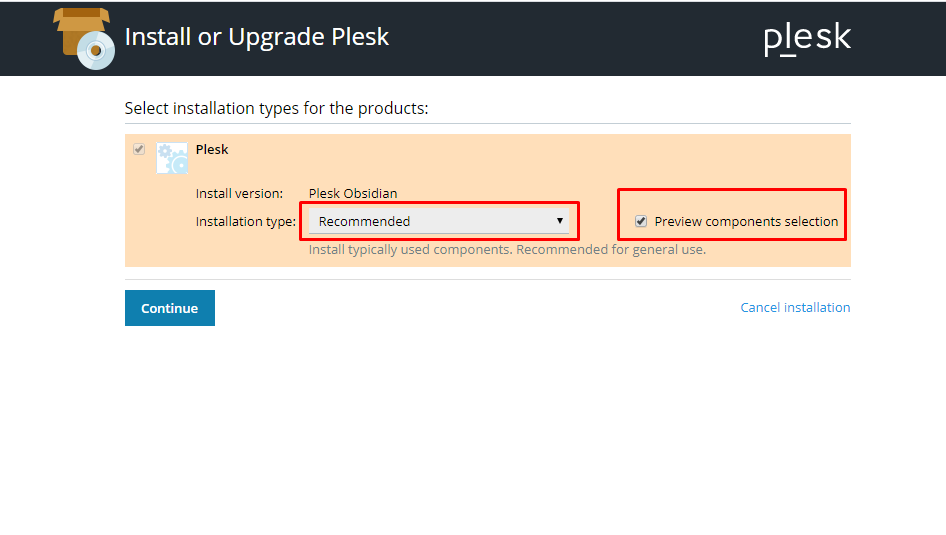 Install or Upgrade Plesk
plesk
Select installation types for the products:
Plesk
Install version: Plesk Obsidian
Installation type: Recommended Preview components selection
Install typically used components. Recommended for general use.
Continue Cancel installation